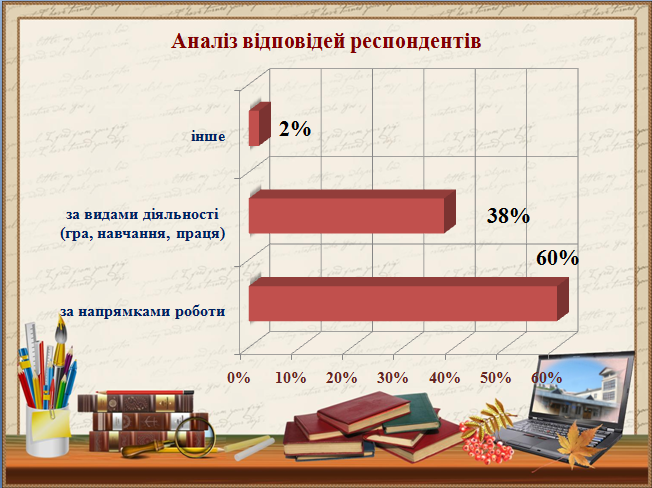 Аналіз відповідей респондентів
інше
2%
за видами діяльності
(гра, навчання, праця)
38%
60%
за напрямками роботи
0% 10% 20% 30% 40% 50% 60%